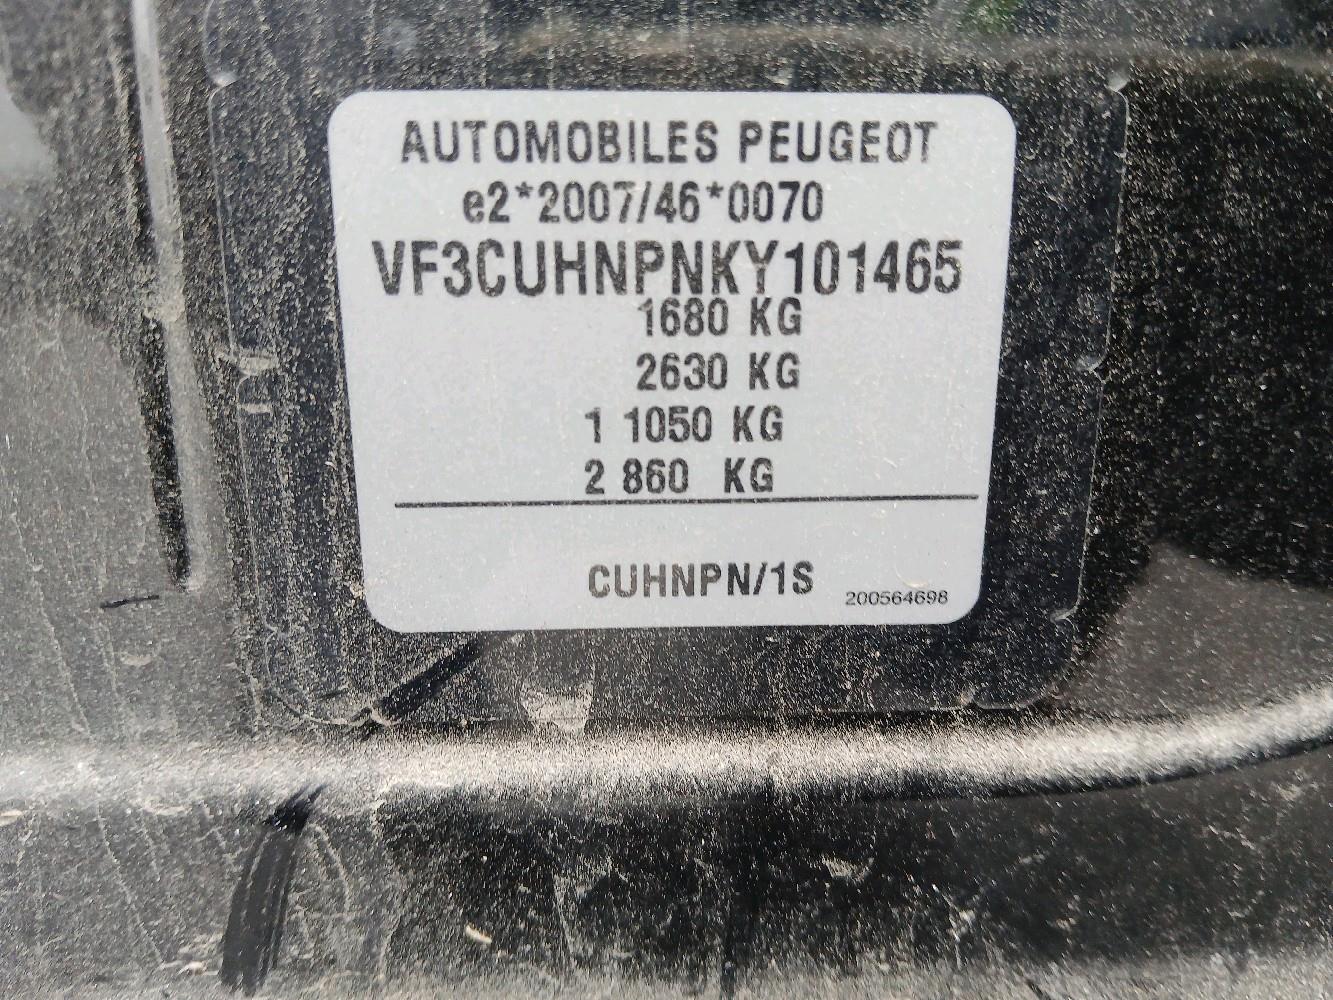 AUTOMOBILES PEUGEOT
e2*2007/46*0070
VF3CUHNPNKY101465
1680 KG
2630 KG
1 1050 KG
2 860 KG
CUHNPN/1S
200564698